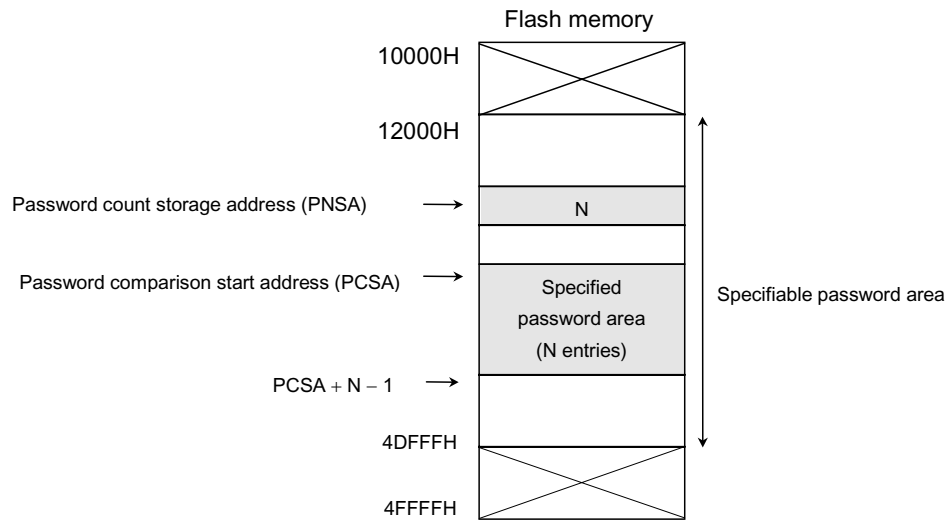 Flash memory
10000H
12000H
Password count storage address (PNSA)
N
Password comparison start address (PCSA)
Specified
password area
(N entries)
Specifiable password area
PCSA + N − 1
4DFFFH
4FFFFH